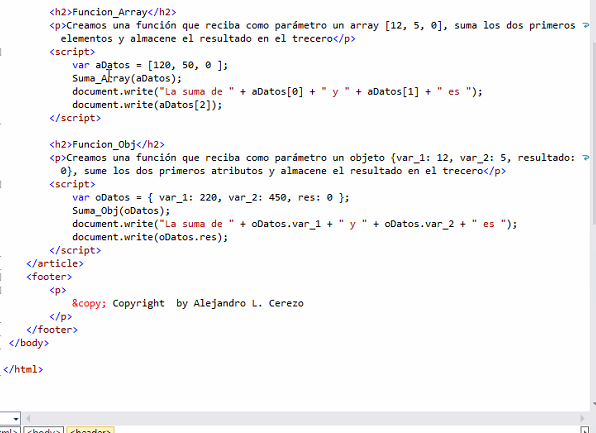 <h2>Funcion_Array</h2>
<p>Creamos una función que reciba como parámetro un array [12, 5, 0], suma los dos primeros
elementos y almacene el resultado en el trecero</p>
<script>
var aDatos = [120, 50, 0 ];
Suma_Array(aDatos);
document.write("La suma de " + aDatos[0] + " y " + aDatos[1] + " es ");
document.write(aDatos[2]);
</script>
<h2>Funcion_Obj</h2>
<p>Creamos una función que reciba como parámetro un objeto {var_1: 12, var_2: 5, resultado:
0}, sume los dos primeros atributos y almacene el resultado en el trecero</p>
<script>
var oDatos = { var_1: 220, var_2: 450, res: 0 };
Suma_Obj(oDatos);
document.write("La suma de " + oDatos.var_1 + " y " + oDatos.var_2 + " es ");
document.write(oDatos.res);
</script>
</article>
<footer>
<p>
&copy; Copyright  by Alejandro L. Cerezo
</p>
</footer>
</body>
</html>
<body> <header>